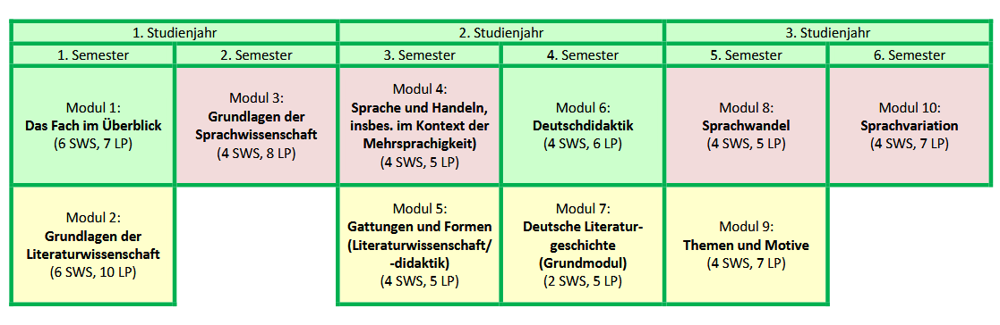 1. Studienjahr
2. Studienjahr
3. Studienjahr
1. Semester
2. Semester
3. Semester
4. Semester
5. Semester
6. Semester
Modul 1:
Das Fach im Überblick
(6 SWS, 7 LP)
Modul 3:
Grundlagen der
Sprachwissenschaft
(4 SWS, 8 LP)
Modul 4:
Sprache und Handeln,
insbes. im Kontext der
Mehrsprachigkeit)
(4 SWS, 5 LP)
Modul 6:
Deutschdidaktik
(4 SWS, 6 LP)
Modul 8:
Sprachwandel
(4 SWS, 5 LP)
Modul 10:
Sprachvariation
(4 SWS, 7 LP)
Modul 2:
Grundlagen der
Literaturwissenschaft
(6 SWS, 10 LP)
Modul 5:
Gattungen und Formen
(Literaturwissenschaft/
-didaktik)
(4 SWS, 5 LP)
Modul 7:
Deutsche Literatur-
geschichte
(Grundmodul)
(2 SWS, 5 LP)
Modul 9:
Themen und Motive
(4 SWS, 7 LP)